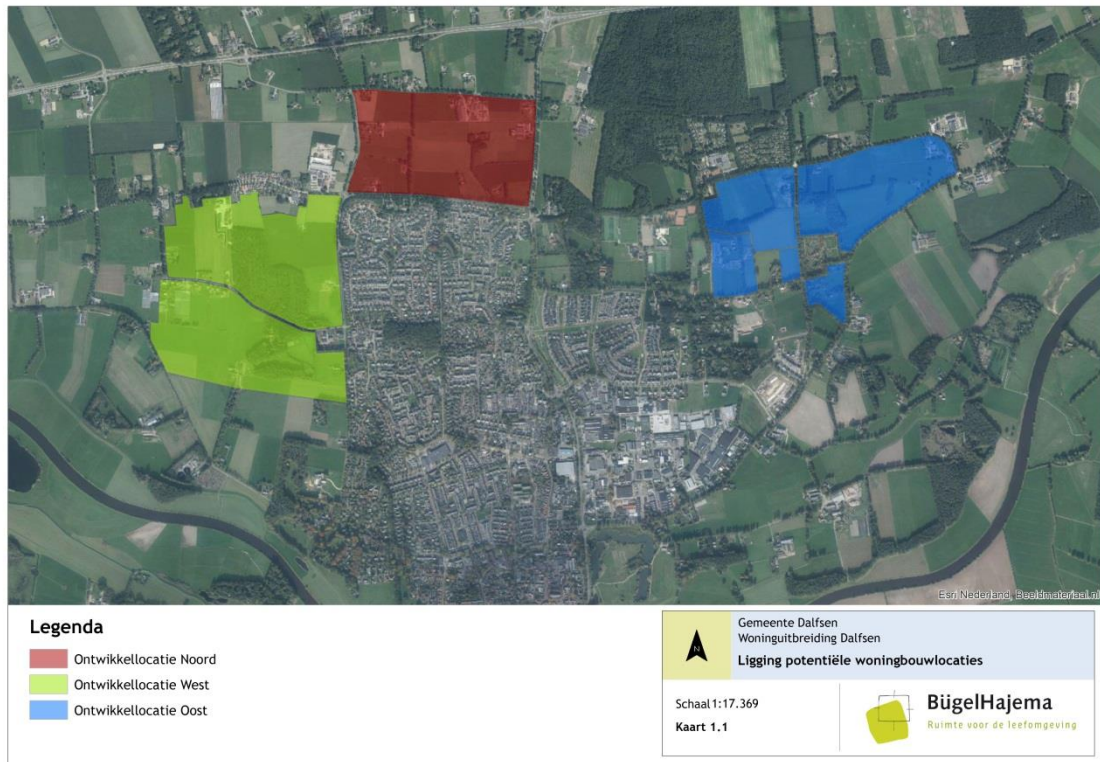 Esri Nederland, Beeldmateriaal.nl
Legenda
Ontwikkellocatie Noord
Ontwikkellocatie West
Ontwikkellocatie Oost
N
Gemeente Dalfsen
Woninguitbreiding Dalfsen
Ligging potentiële woningbouwlocaties
Schaal 1:17.369
Kaart 1.1
BügelHajema
Ruimte voor de leefomgeving